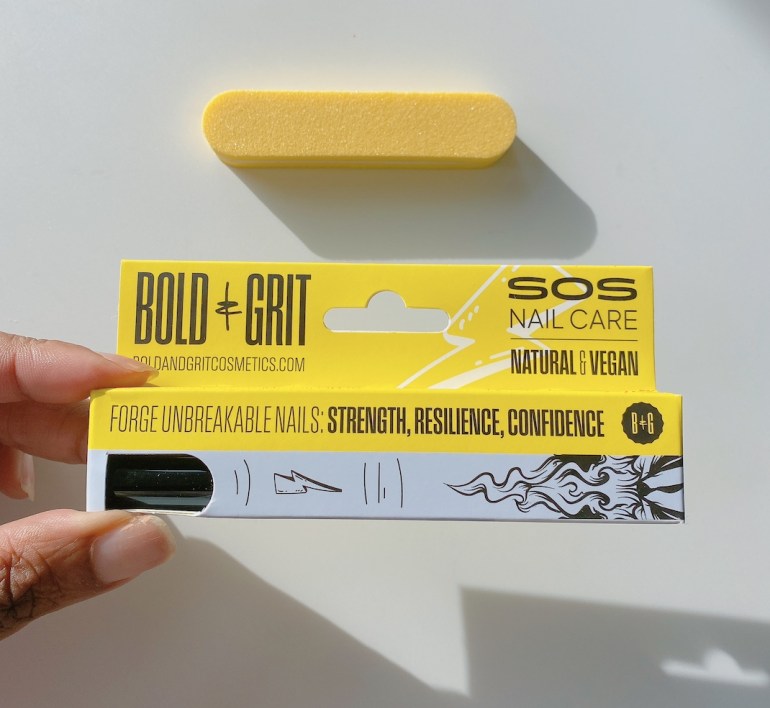 BOLD & GRIT
BOLDANDGRITCOSMETICS.COM
SOS
NAIL CARE
NATURAL & VEGAN
FORGE UNBREAKABLE NAILS: STRENGTH, RESILIENCE, CONFIDENCE
B&G